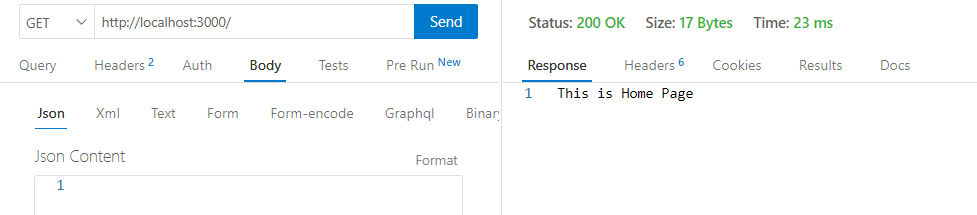 GET http://localhost:3000/ Send
Query Headers 2 Auth Body Tests Pre Run New
Json Xml Text Form Form-encode Graphql Binary
Json Content Format
1
Status: 200 OK Size: 17 Bytes Time: 23 ms
Response Headers 6 Cookies Results Docs
1 This is Home Page